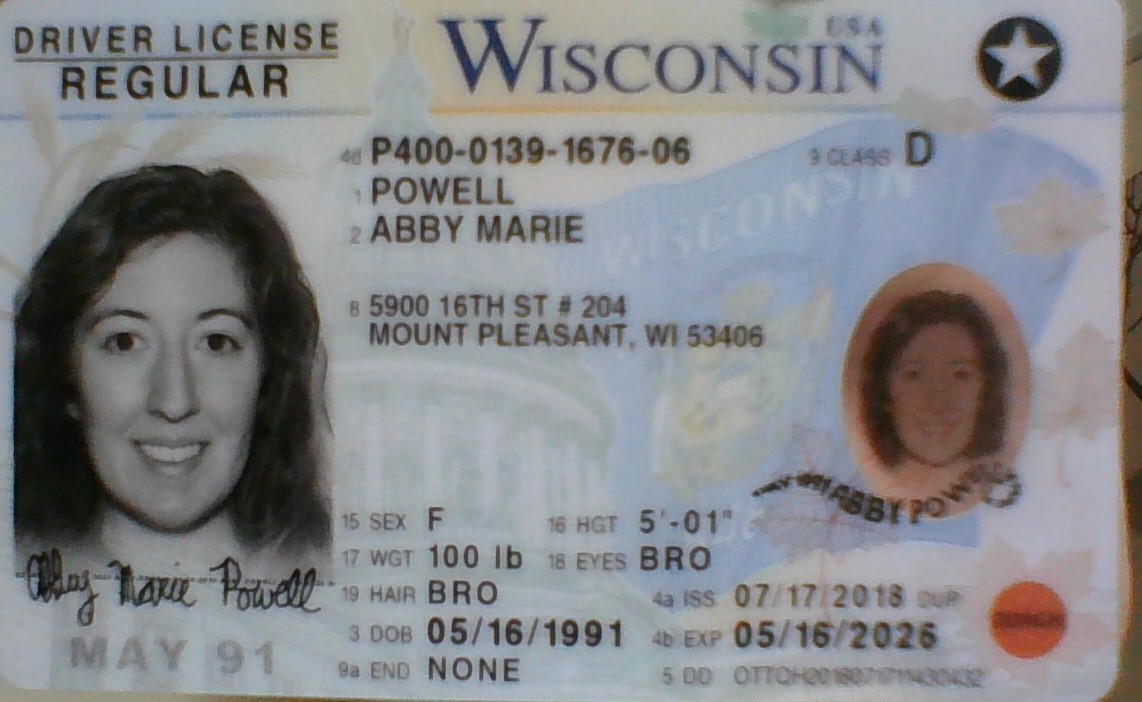 DRIVER LICENSE
REGULAR
WISCONSIN
USA
4d P400-0139-1676-06
9 CLASS D
1 POWELL
2 ABBY MARIE
8 5900 16TH ST # 204
MOUNT PLEASANT, WI 53406
WISCONSIN
ABBY POWELL
15 SEX F 16 HGT 5'-01"
17 WGT 100 lb 18 EYES BRO
19 HAIR BRO 4a ISS 07/17/2018 DUP
3 DOB 05/16/1991 4b EXP 05/16/2026
9a END NONE 5 DD
Abby Marie Powell
MAY 91